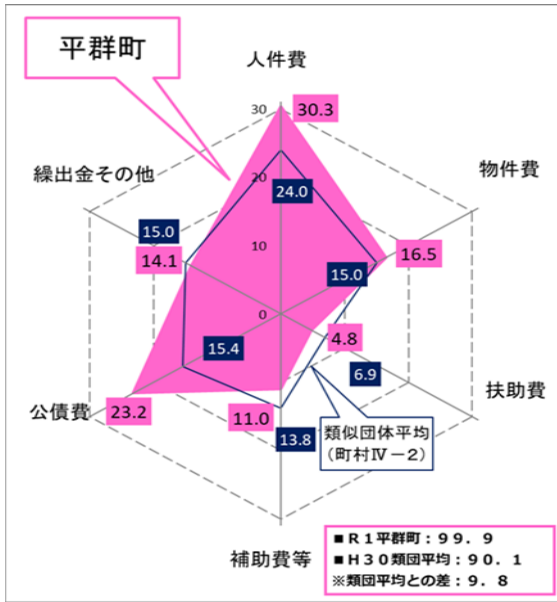 平群町
人件費
30
30.3
繰出金その他
20
24.0
物件費
15.0
14.1
10
15.0
16.5
0
4.8
15.4
6.9
扶助費
公債費
23.2
11.0
13.8
類似団体平均
(町村Ⅳ－2)
補助費等
■R1平群町：99．9
■H30類団平均：90．1
※類団平均との差：9．8